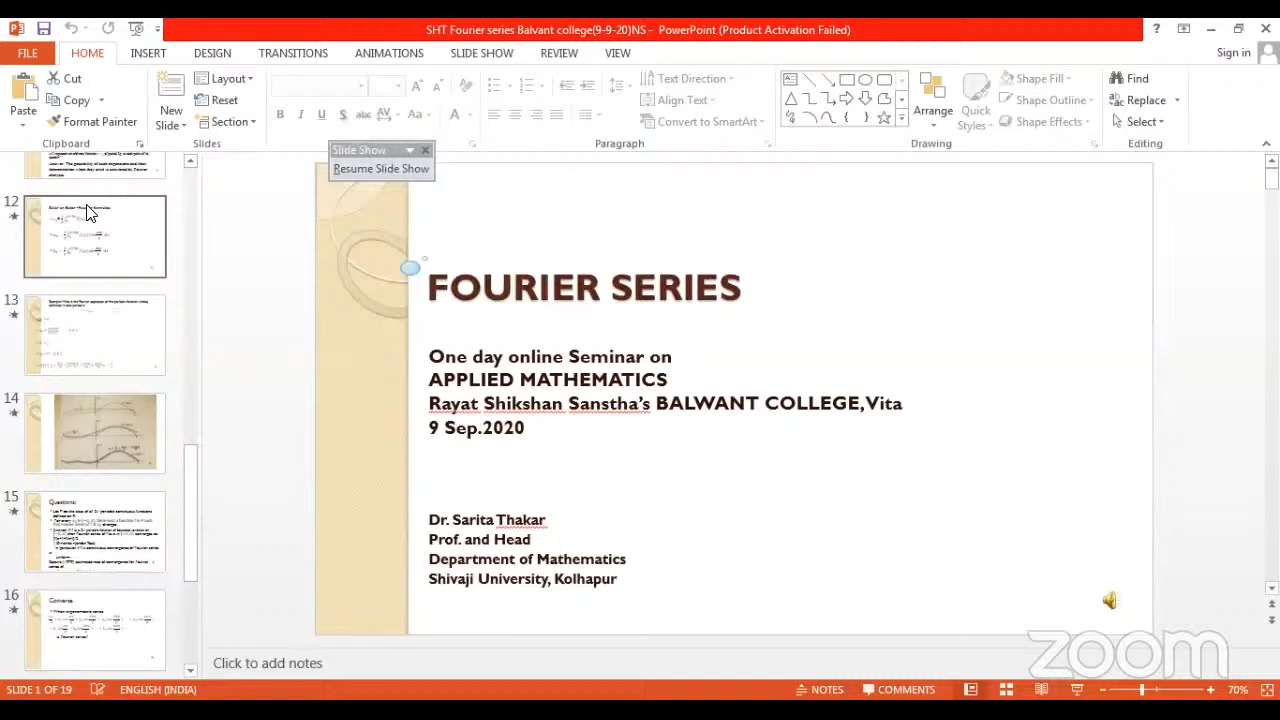 SHT Fourier series Balvant college(9-9-20)NS - PowerPoint (Product Activation Failed)
FILE HOME INSERT DESIGN TRANSITIONS ANIMATIONS SLIDE SHOW REVIEW VIEW Sign in
Cut Layout Text Direction Shape Fill Find
Copy Reset Align Text Shape Outline Replace
Paste Format Painter New Slide Section Convert to SmartArt Arrange Quick Styles Shape Effects Select
Clipboard Slides Paragraph Drawing Editing
Slide Show
Resume Slide Show
12
13
14
15
Questions:
16
Converse
FOURIER SERIES
One day online Seminar on
APPLIED MATHEMATICS
Rayat Shikshan Sanstha's BALWANT COLLEGE,Vita
9 Sep.2020
Dr. Sarita Thakar
Prof. and Head
Department of Mathematics
Shivaji University, Kolhapur
zoom
Click to add notes
SLIDE 1 OF 19 ENGLISH (INDIA) NOTES COMMENTS 70%